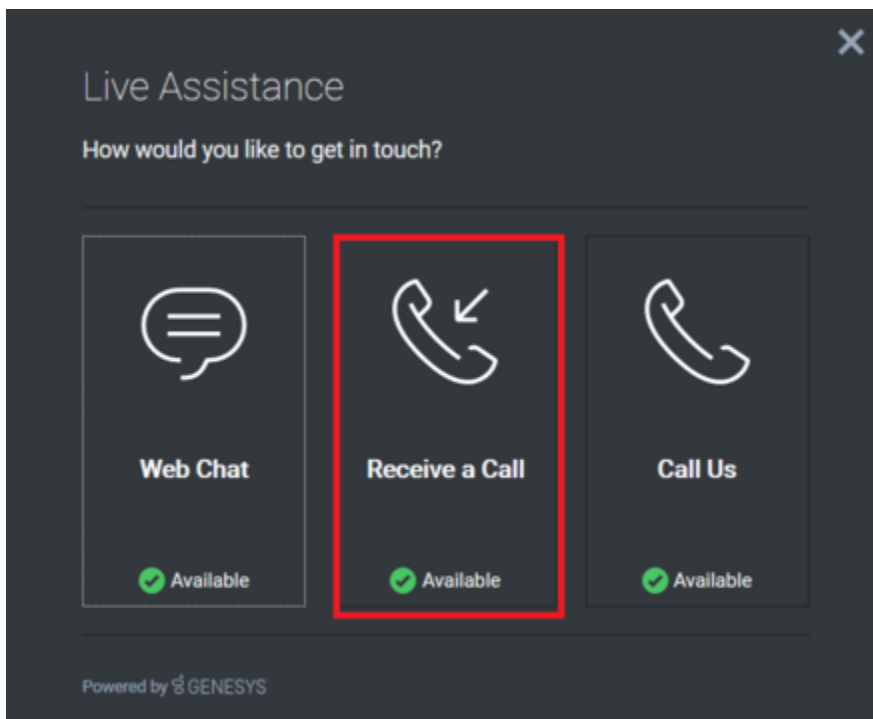 Live Assistance
How would you like to get in touch?
Web Chat
Receive a Call
Call Us
Available
Available
Available
Powered by GENESYS